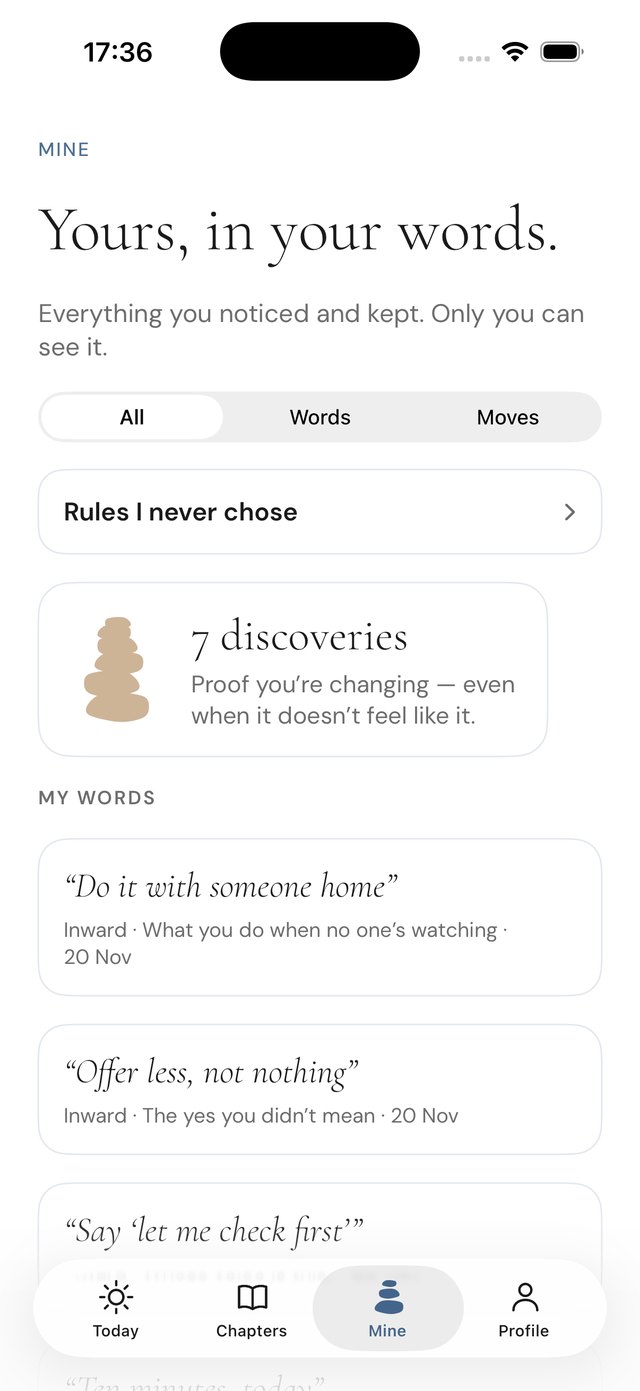 17:36
MINE
Yours, in your words.
Everything you noticed and kept. Only you can
see it.
All
Words
Moves
Rules I never chose
7 discoveries
Proof you’re changing — even
when it doesn’t feel like it.
MY WORDS
“Do it with someone home”
Inward · What you do when no one’s watching ·
20 Nov
“Offer less, not nothing”
Inward · The yes you didn’t mean · 20 Nov
“Say ‘let me check first’”
Today
Chapters
Mine
Profile
“Ten minutes, today”